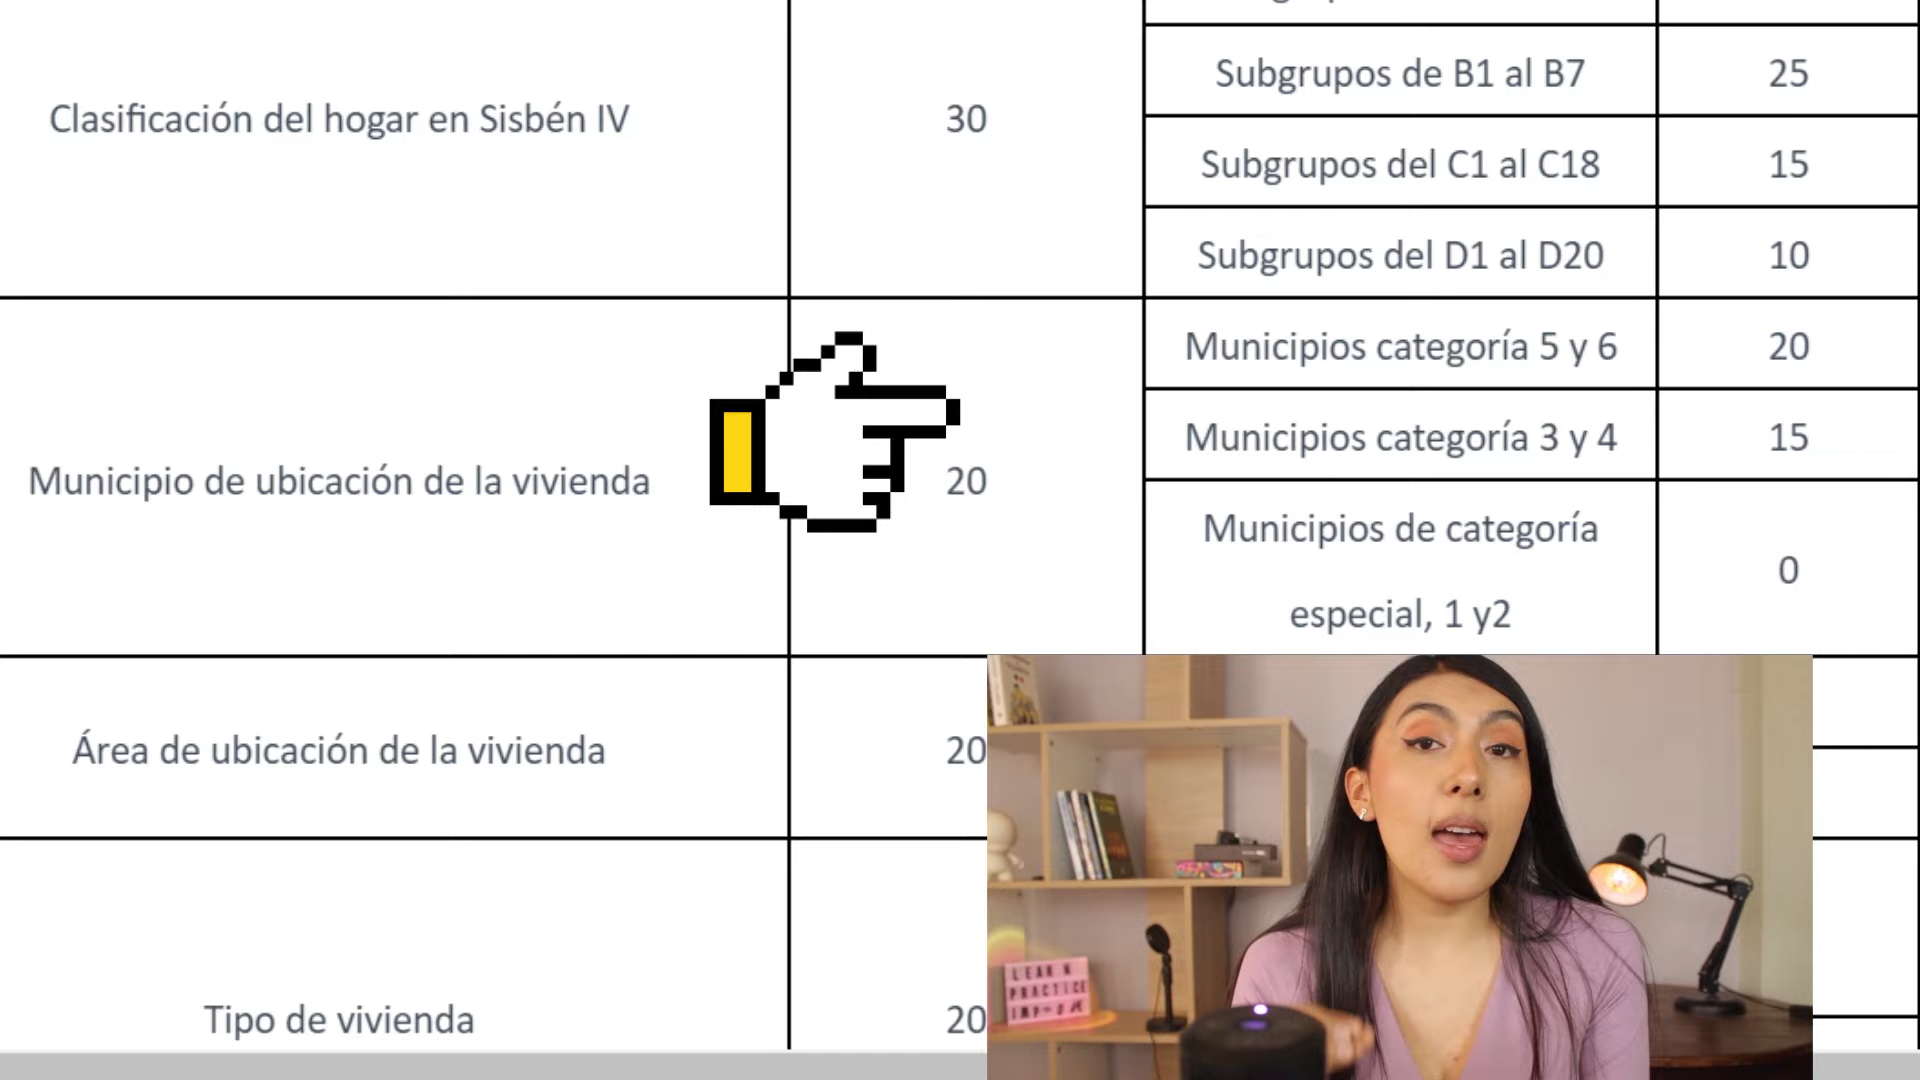 Subgrupos de B1 al B7
25
Clasificación del hogar en Sisbén IV
30
Subgrupos del C1 al C18
15
Subgrupos del D1 al D20
10
Municipios categoría 5 y 6
20
Municipios categoría 3 y 4
15
Municipio de ubicación de la vivienda
20
Municipios de categoría
especial, 1 y2
0
Área de ubicación de la vivienda
20
Tipo de vivienda
20
LEARN
PRACTICE